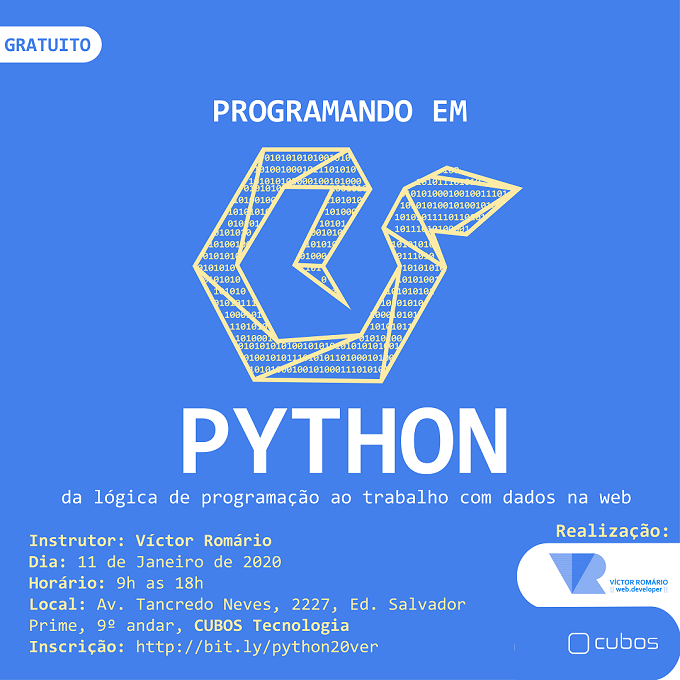 GRATUITO
PROGRAMANDO EM
PYTHON
da lógica de programação ao trabalho com dados na web
Instrutor: Víctor Romário
Dia: 11 de Janeiro de 2020
Horário: 9h as 18h
Local: Av. Tancredo Neves, 2227, Ed. Salvador
Prime, 9º andar, CUBOS Tecnologia
Inscrição: http://bit.ly/python20ver
Realização:
VÍCTOR ROMÁRIO
web.developer
cubos